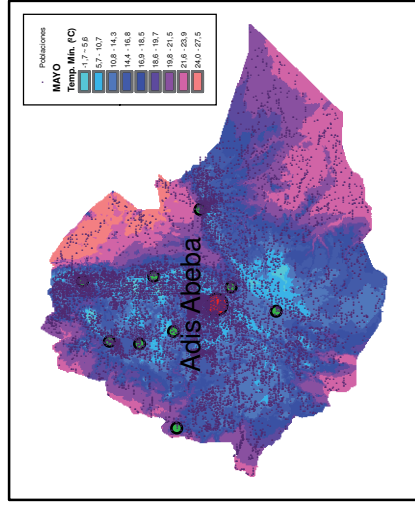 · Poblaciones
MAYO
Temp. Mín. (ºC)
-1,7 – 5,6
5,7 - 10,7
10,8 - 14,3
14,4 - 16,8
16,9 - 18,5
18,6 - 19,7
19,8 - 21,5
21,6 - 23,9
24,0 - 27,5
Adis Abeba